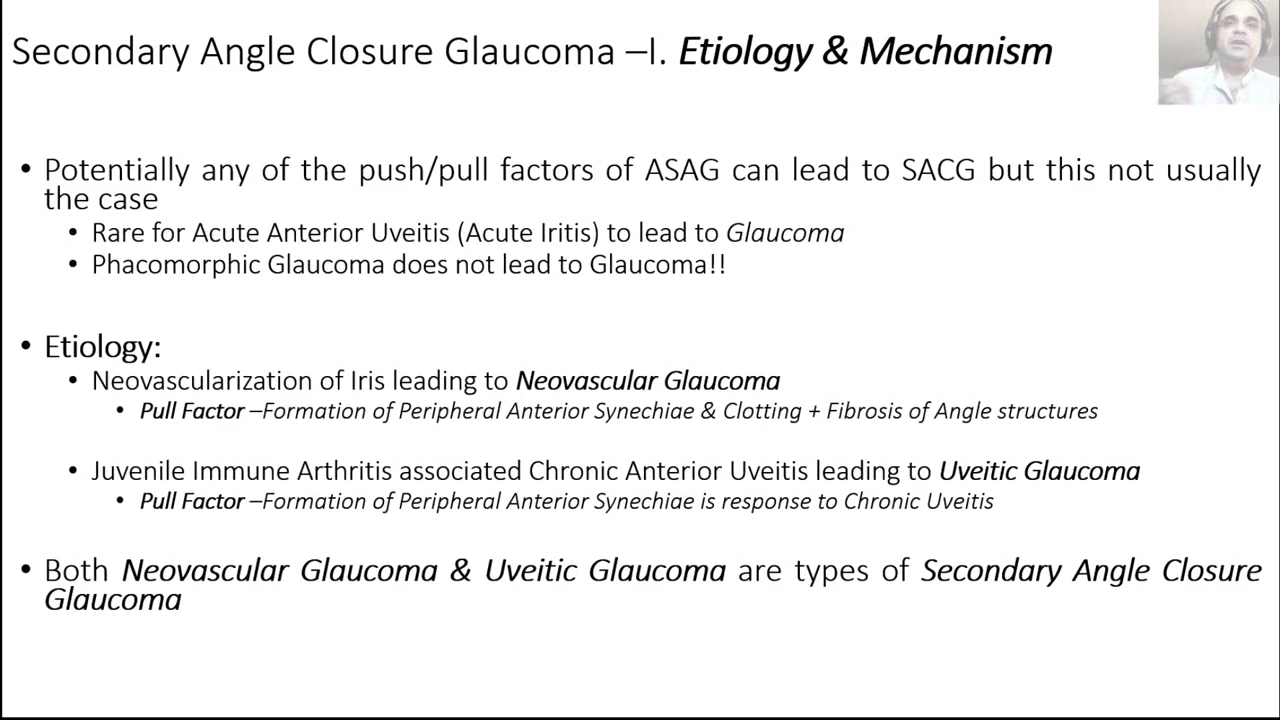 Secondary Angle Closure Glaucoma –I. Etiology & Mechanism
• Potentially any of the push/pull factors of ASAG can lead to SACG but this not usually
the case
• Rare for Acute Anterior Uveitis (Acute Iritis) to lead to Glaucoma
• Phacomorphic Glaucoma does not lead to Glaucoma!!
• Etiology:
• Neovascularization of Iris leading to Neovascular Glaucoma
• Pull Factor –Formation of Peripheral Anterior Synechiae & Clotting + Fibrosis of Angle structures
• Juvenile Immune Arthritis associated Chronic Anterior Uveitis leading to Uveitic Glaucoma
• Pull Factor –Formation of Peripheral Anterior Synechiae is response to Chronic Uveitis
• Both Neovascular Glaucoma & Uveitic Glaucoma are types of Secondary Angle Closure
Glaucoma